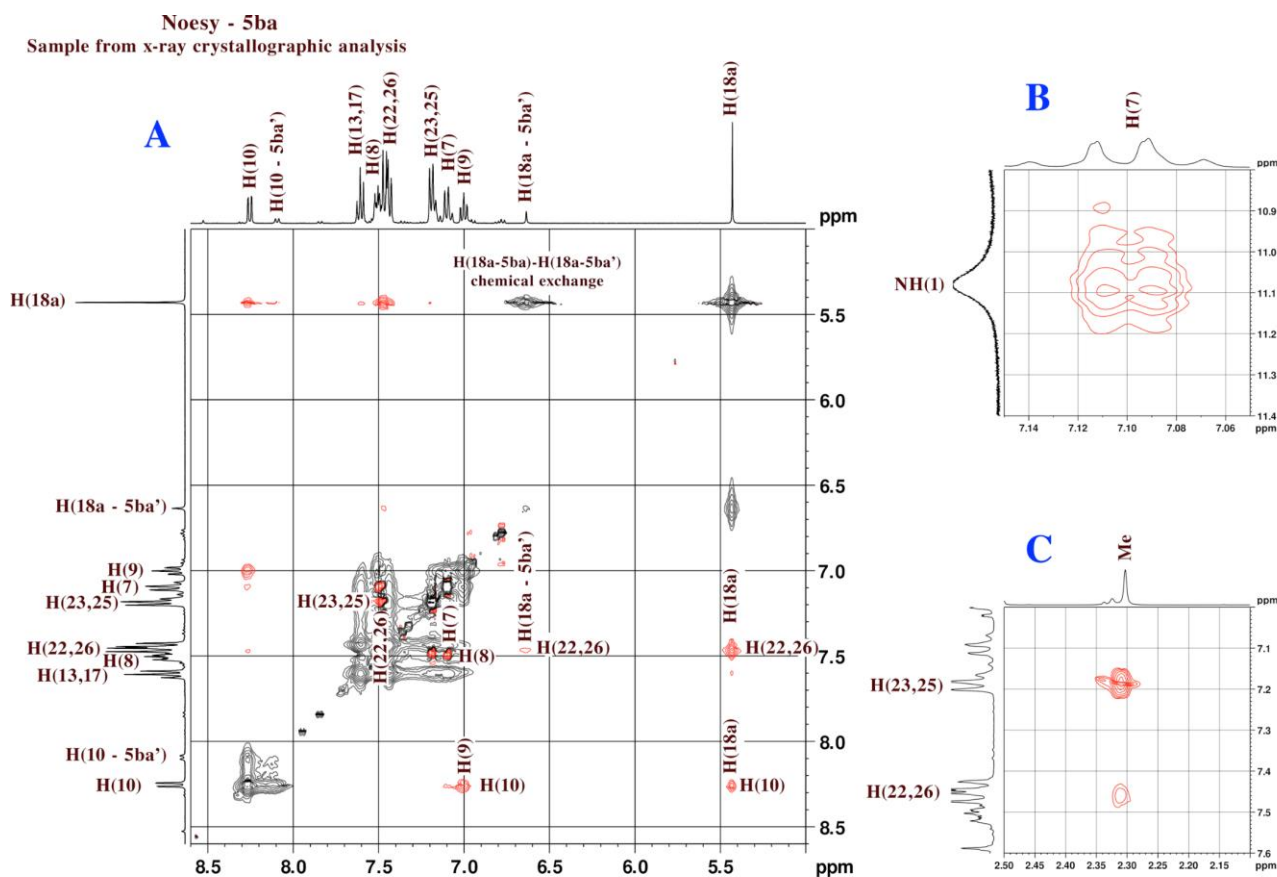 Noesy - 5ba
Sample from x-ray crystallographic analysis
A
H(10)
H(10 - 5ba')
H(13,17)
H(8)
H(22,26)
H(23,25)
H(7)
H(9)
H(18a - 5ba')
H(18a)
ppm
H(18a-5ba)-H(18a-5ba')
chemical exchange
H(18a)
5.5
6.0
6.5
H(18a - 5ba')
H(9)
7.0
H(7)
H(23,25)
H(23,25)
H(22,26)
H(7)
H(18a - 5ba')
H(18a)
H(22,26)
H(22,26)
H(22,26)
H(8)
H(8)
7.5
H(13,17)
8.0
H(10 - 5ba')
H(9)
H(18a)
H(10)
H(10)
H(10)
8.5
8.5
8.0
7.5
7.0
6.5
6.0
5.5
ppm
B
H(7)
ppm
10.9
11.0
NH(1)
11.1
11.2
11.3
11.4
7.14
7.12
7.10
7.08
7.06
ppm
C
Me
ppm
7.1
H(23,25)
7.2
7.3
7.4
H(22,26)
7.5
7.6
2.50
2.45
2.40
2.35
2.30
2.25
2.20
2.15
ppm